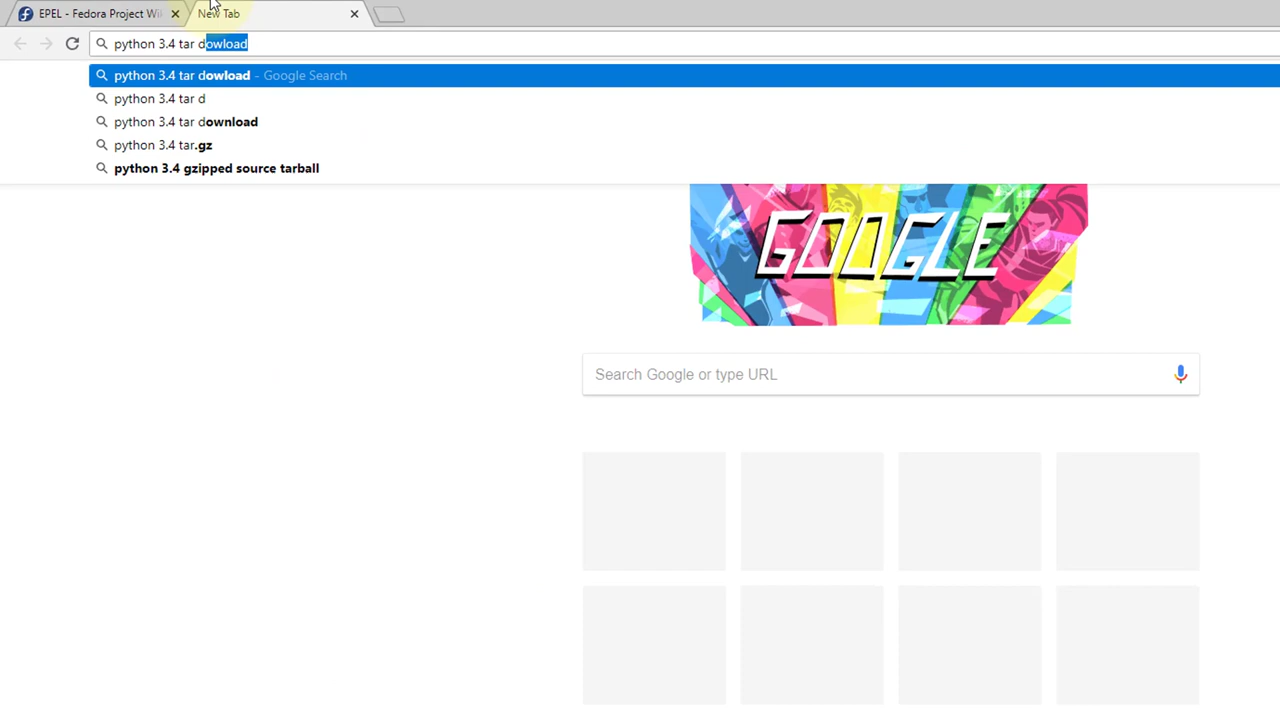 EPEL - Fedora Project Wi
New Tab
python 3.4 tar dowload
python 3.4 tar dowload - Google Search
python 3.4 tar d
python 3.4 tar download
python 3.4 tar.gz
python 3.4 gzipped source tarball
GOOGLE
Search Google or type URL